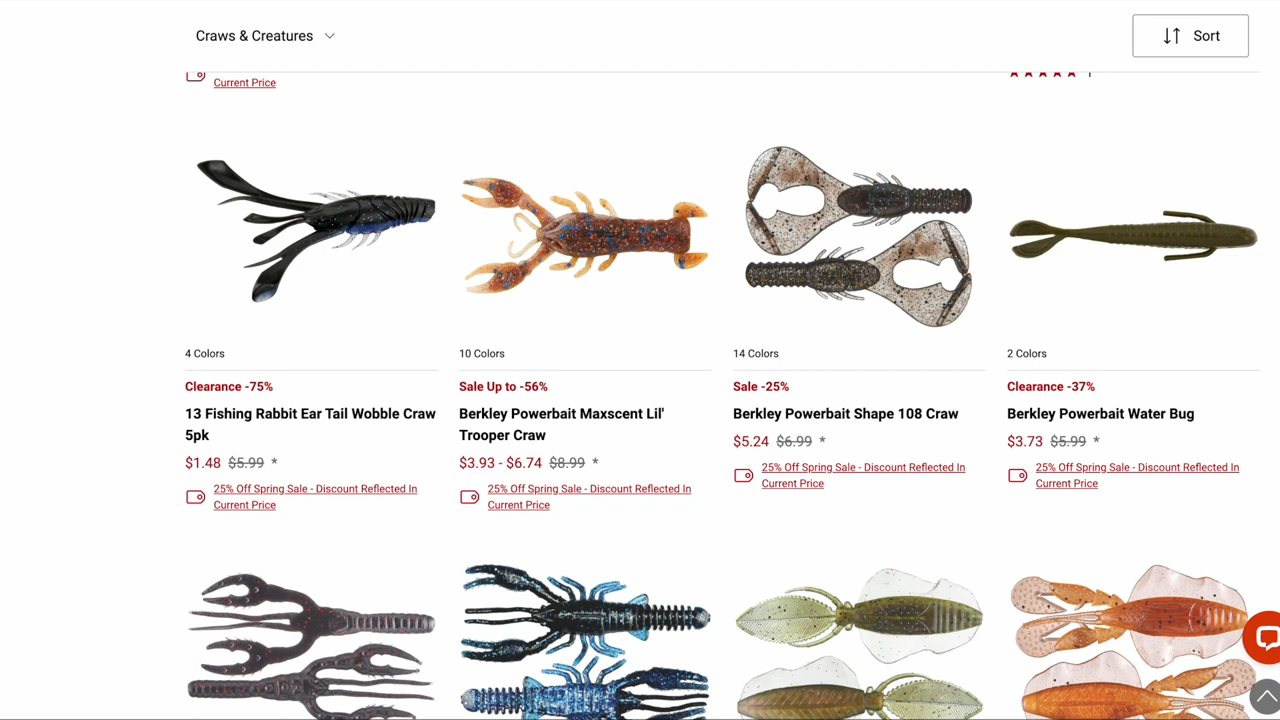 Craws & Creatures
Sort
Current Price
4 Colors
Clearance -75%
13 Fishing Rabbit Ear Tail Wobble Craw
5pk
$1.48 $5.99 *
25% Off Spring Sale - Discount Reflected In
Current Price
10 Colors
Sale Up to -56%
Berkley Powerbait Maxscent Lil'
Trooper Craw
$3.93 - $6.74 $8.99 *
25% Off Spring Sale - Discount Reflected In
Current Price
14 Colors
Sale -25%
Berkley Powerbait Shape 108 Craw
$5.24 $6.99 *
25% Off Spring Sale - Discount Reflected In
Current Price
2 Colors
Clearance -37%
Berkley Powerbait Water Bug
$3.73 $5.99 *
25% Off Spring Sale - Discount Reflected In
Current Price